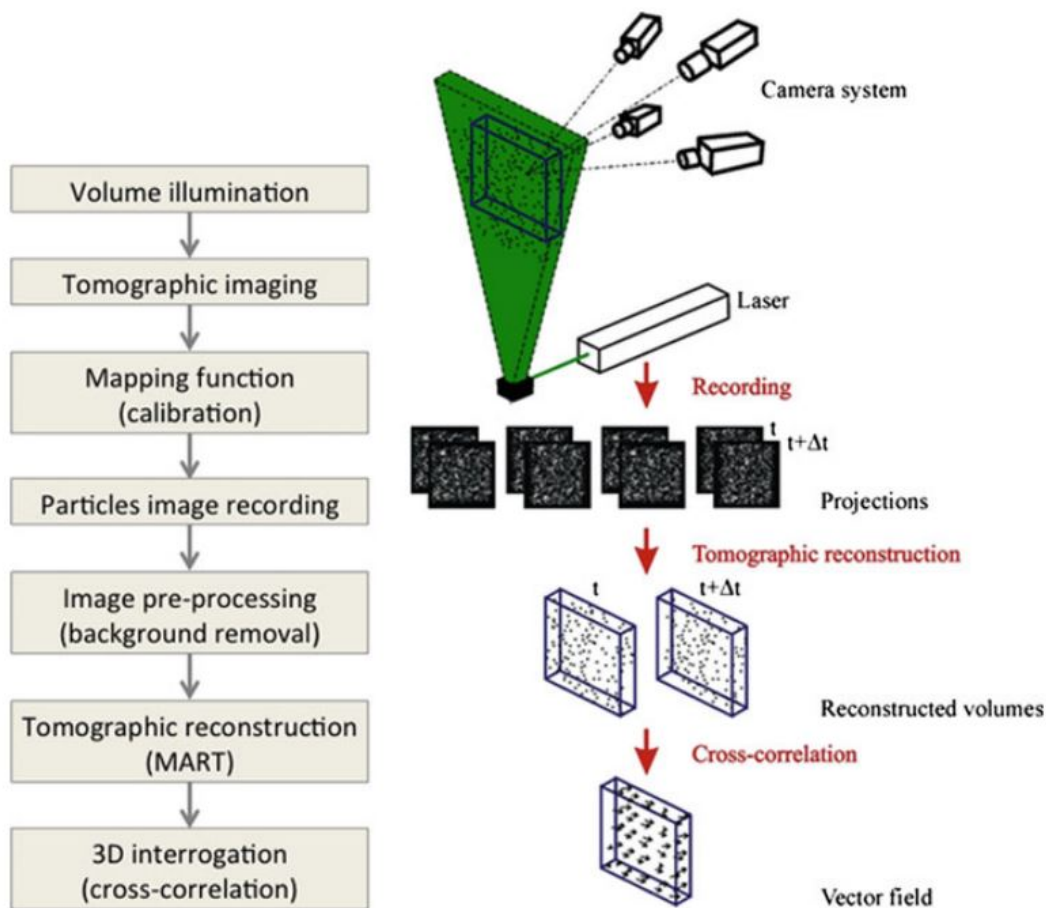 Volume illumination
Tomographic imaging
Mapping function
(calibration)
Particles image recording
Image pre-processing
(background removal)
Tomographic reconstruction
(MART)
3D interrogation
(cross-correlation)
Camera system
Laser
Recording
t
t+Δt
Projections
Tomographic reconstruction
t
t+Δt
Reconstructed volumes
Cross-correlation
Vector field